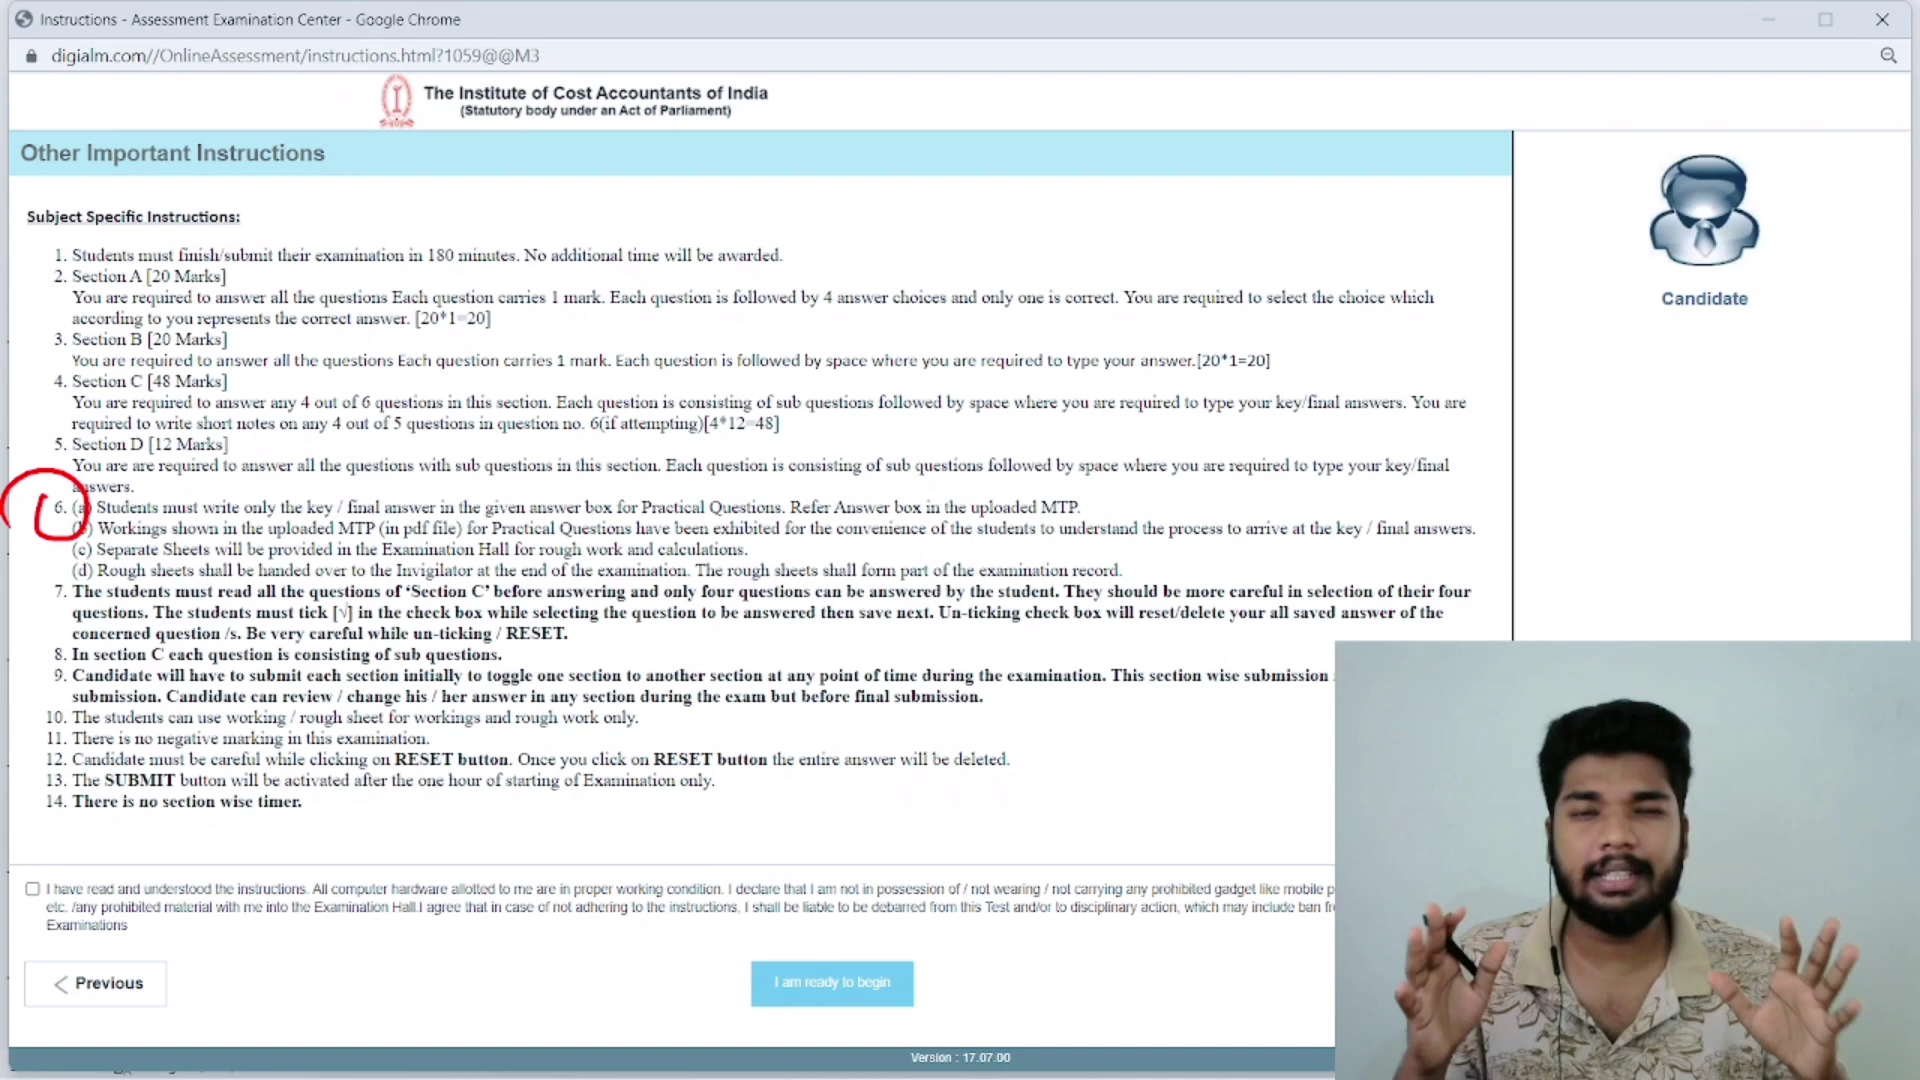 Instructions - Assessment Examination Center - Google Chrome
digialm.com//OnlineAssessment/instructions.html?1059@@M3
The Institute of Cost Accountants of India
(Statutory body under an Act of Parliament)
Other Important Instructions
Candidate
Subject Specific Instructions:
1. Students must finish/submit their examination in 180 minutes. No additional time will be awarded.
2. Section A [20 Marks]
You are required to answer all the questions Each question carries 1 mark. Each question is followed by 4 answer choices and only one is correct. You are required to select the choice which
according to you represents the correct answer. [20*1=20]
3. Section B [20 Marks]
You are required to answer all the questions Each question carries 1 mark. Each question is followed by space where you are required to type your answer.[20*1=20]
4. Section C [48 Marks]
You are required to answer any 4 out of 6 questions in this section. Each question is consisting of sub questions followed by space where you are required to type your key/final answers. You are
required to write short notes on any 4 out of 5 questions in question no. 6(if attempting)[4*12=48]
5. Section D [12 Marks]
You are are required to answer all the questions with sub questions in this section. Each question is consisting of sub questions followed by space where you are required to type your key/final
answers.
6. (a) Students must write only the key / final answer in the given answer box for Practical Questions. Refer Answer box in the uploaded MTP.
(b) Workings shown in the uploaded MTP (in pdf file) for Practical Questions have been exhibited for the convenience of the students to understand the process to arrive at the key / final answers.
(c) Separate Sheets will be provided in the Examination Hall for rough work and calculations.
(d) Rough sheets shall be handed over to the Invigilator at the end of the examination. The rough sheets shall form part of the examination record.
7. The students must read all the questions of ‘Section C’ before answering and only four questions can be answered by the student. They should be more careful in selection of their four
questions. The students must tick [√] in the check box while selecting the question to be answered then save next. Un-ticking check box will reset/delete your all saved answer of the
concerned question /s. Be very careful while un-ticking / RESET.
8. In section C each question is consisting of sub questions.
9. Candidate will have to submit each section initially to toggle one section to another section at any point of time during the examination. This section wise submission
submission. Candidate can review / change his / her answer in any section during the exam but before final submission.
10. The students can use working / rough sheet for workings and rough work only.
11. There is no negative marking in this examination.
12. Candidate must be careful while clicking on RESET button. Once you click on RESET button the entire answer will be deleted.
13. The SUBMIT button will be activated after the one hour of starting of Examination only.
14. There is no section wise timer.
I have read and understood the instructions. All computer hardware allotted to me are in proper working condition. I declare that I am not in possession of / not wearing / not carrying any prohibited gadget like mobile
etc. /any prohibited material with me into the Examination Hall.I agree that in case of not adhering to the instructions, I shall be liable to be debarred from this Test and/or to disciplinary action, which may include ban
Examinations
Previous
I am ready to begin
Version : 17.07.00